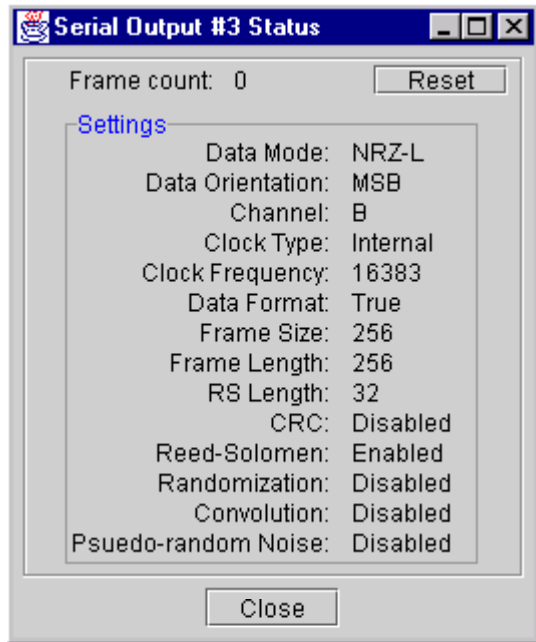 Serial Output #3 Status
Frame count: 0 Reset
Settings
Data Mode: NRZ-L
Data Orientation: MSB
Channel: B
Clock Type: Internal
Clock Frequency: 16383
Data Format: True
Frame Size: 256
Frame Length: 256
RS Length: 32
CRC: Disabled
Reed-Solomen: Enabled
Randomization: Disabled
Convolution: Disabled
Psuedo-random Noise: Disabled
Close